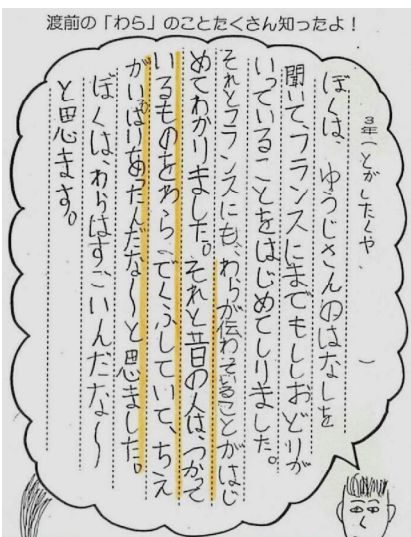 渡前の「わら」のことたくさん知ったよ！
3年（とがしたくや　）
ぼくは、ゆうじさんのはなしを
聞いて、フランスにまでもししおどりが
いっていることをはじめてしりました。
それとフランスにも、わらが伝わっていることがはじ
めてわかりました。それと昔の人は、つかって
いるものをわらでくふしていて、ちえ
がいっぱいあったんだな〜と思ました。
ぼくは、わらはすごいんだな〜
と思ます。